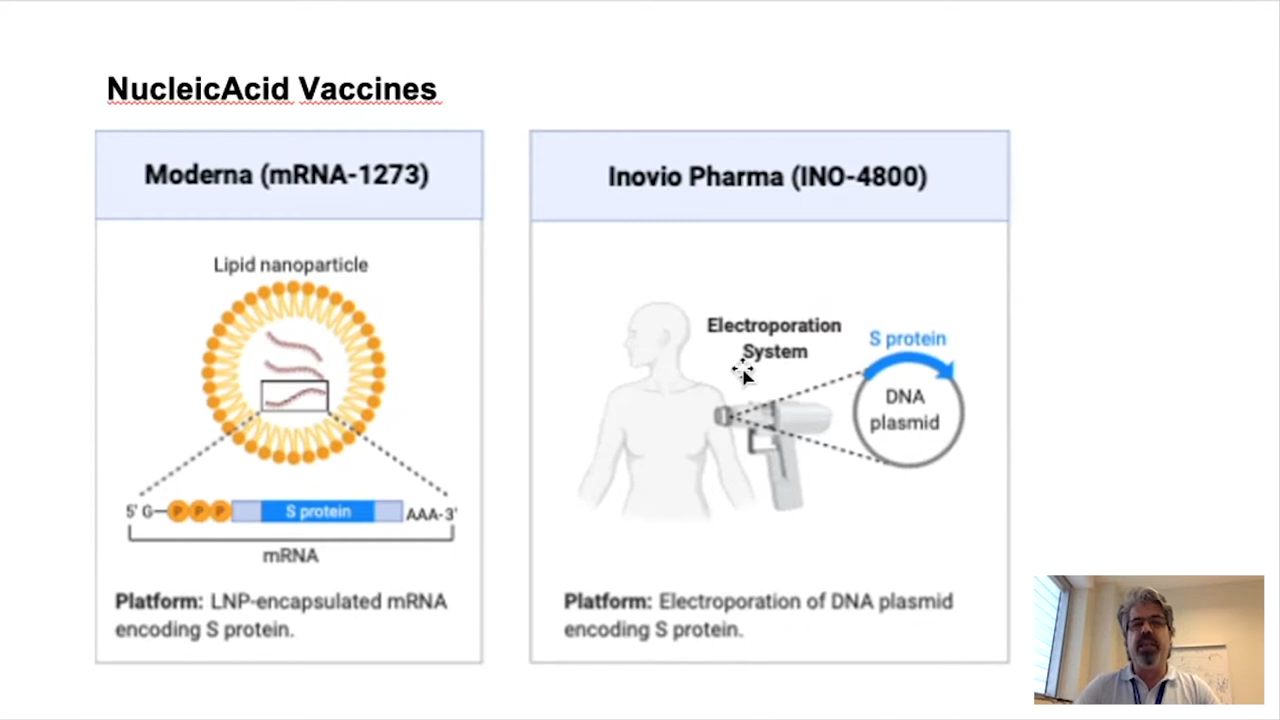 NucleicAcid Vaccines
Moderna (mRNA-1273)
Lipid nanoparticle
5' G
P P P
S protein
AAA-3'
mRNA
Platform: LNP-encapsulated mRNA
encoding S protein.
Inovio Pharma (INO-4800)
Electroporation
System
S protein
DNA
plasmid
Platform: Electroporation of DNA plasmid
encoding S protein.